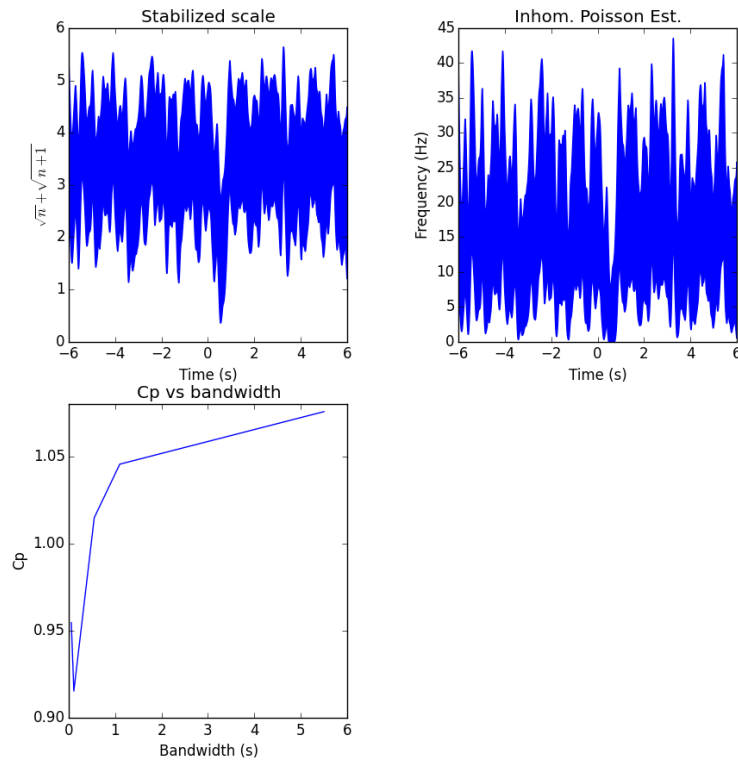 Stabilized scale
6
5
4
3
2
1
0
√n + √n+1
−6 −4 −2 0 2 4 6
Time (s)
Inhom. Poisson Est.
45
40
35
30
25
20
15
10
5
0
Frequency (Hz)
−6 −4 −2 0 2 4 6
Time (s)
Cp vs bandwidth
1.05
1.00
0.95
0.90
Cp
0 1 2 3 4 5 6
Bandwidth (s)